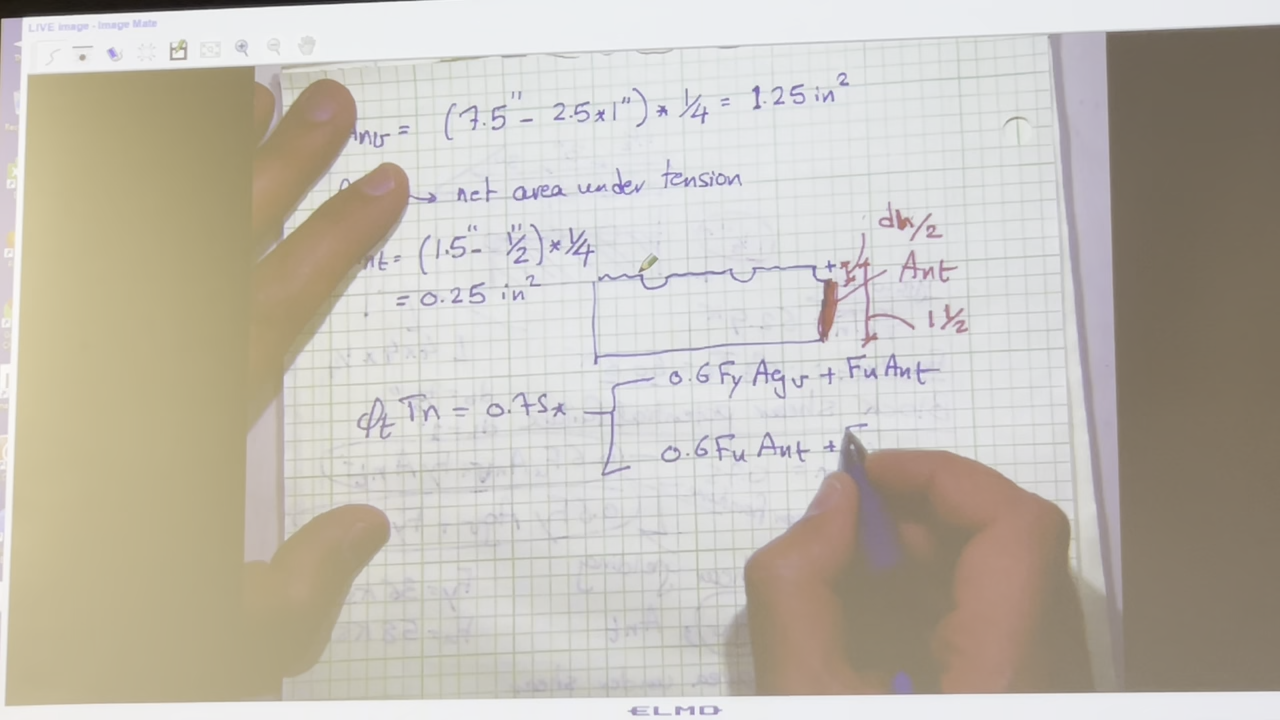 LIVE image - Image Mate
Anv = (7.5" - 2.5*1") * 1/4 = 1.25 in²
→ net area under tension
nt = (1.5" - 1/2") * 1/4
= 0.25 in²
dh/2
Ant
1 1/2
ϕt Tn = 0.75*
0.6 Fy Agv + Fu Ant
0.6 Fu Ant + F
ELMO